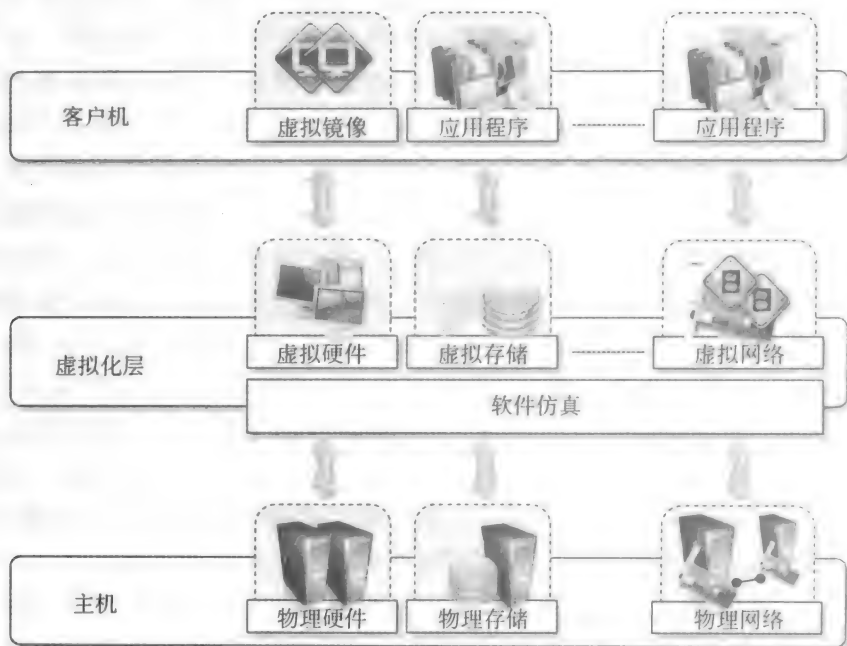 客户机
虚拟镜像 应用程序 应用程序
虚拟化层
虚拟硬件 虚拟存储 虚拟网络
软件仿真
主机
物理硬件 物理存储 物理网络